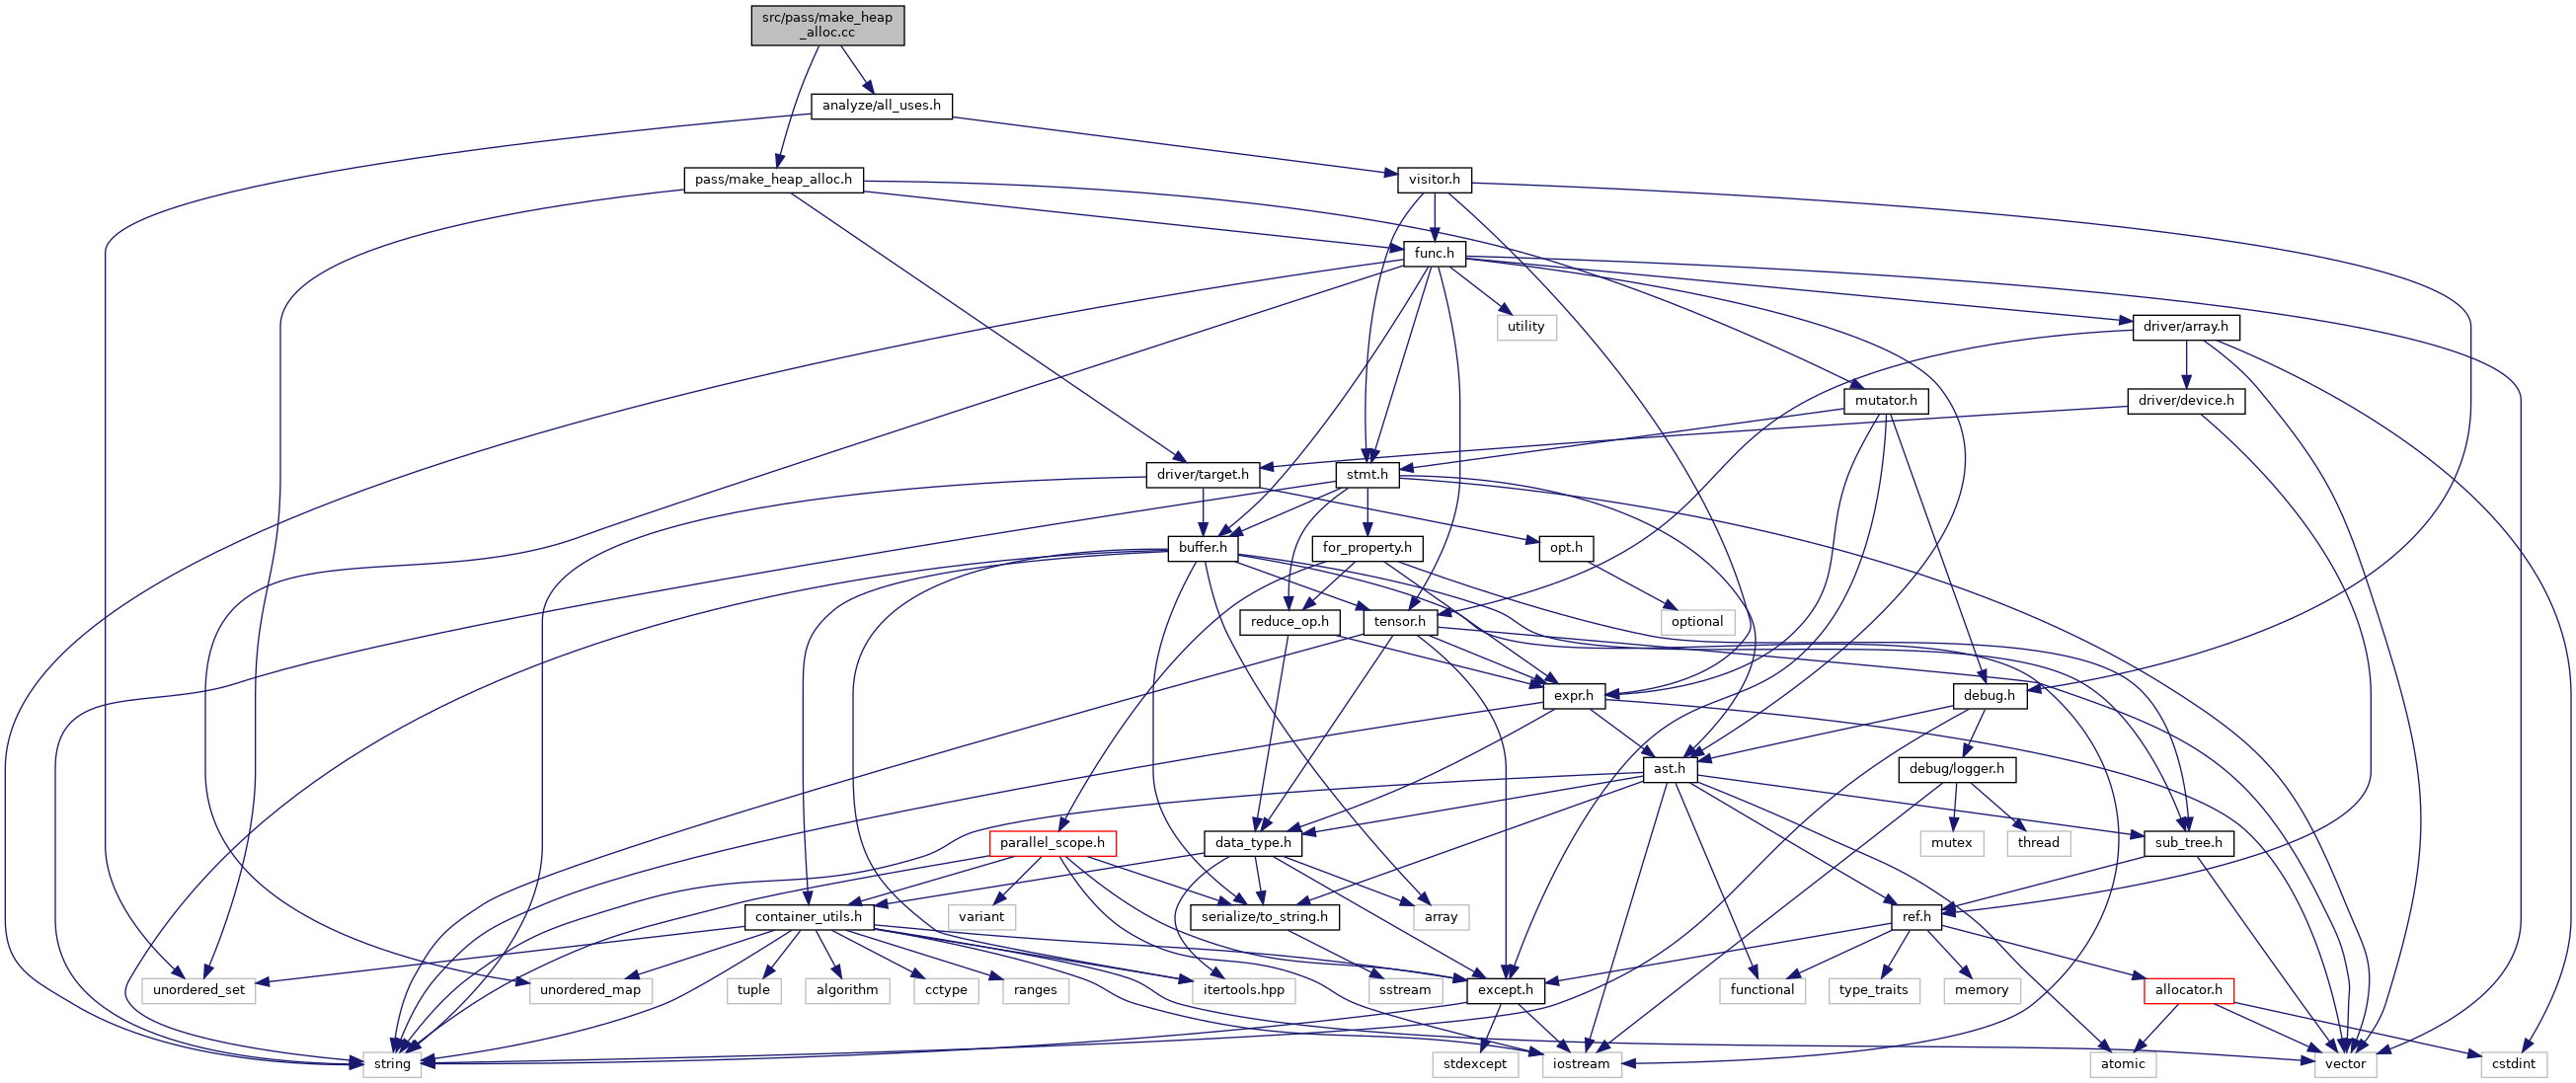 src/pass/make_heap
_alloc.cc
analyze/all_uses.h
pass/make_heap_alloc.h
visitor.h
func.h
utility
driver/array.h
mutator.h
driver/device.h
driver/target.h
stmt.h
buffer.h
for_property.h
opt.h
reduce_op.h
tensor.h
optional
expr.h
debug.h
ast.h
debug/logger.h
parallel_scope.h
data_type.h
mutex
thread
sub_tree.h
container_utils.h
variant
serialize/to_string.h
array
ref.h
unordered_set
unordered_map
tuple
algorithm
cctype
ranges
itertools.hpp
sstream
except.h
functional
type_traits
memory
allocator.h
string
stdexcept
iostream
atomic
vector
cstdint